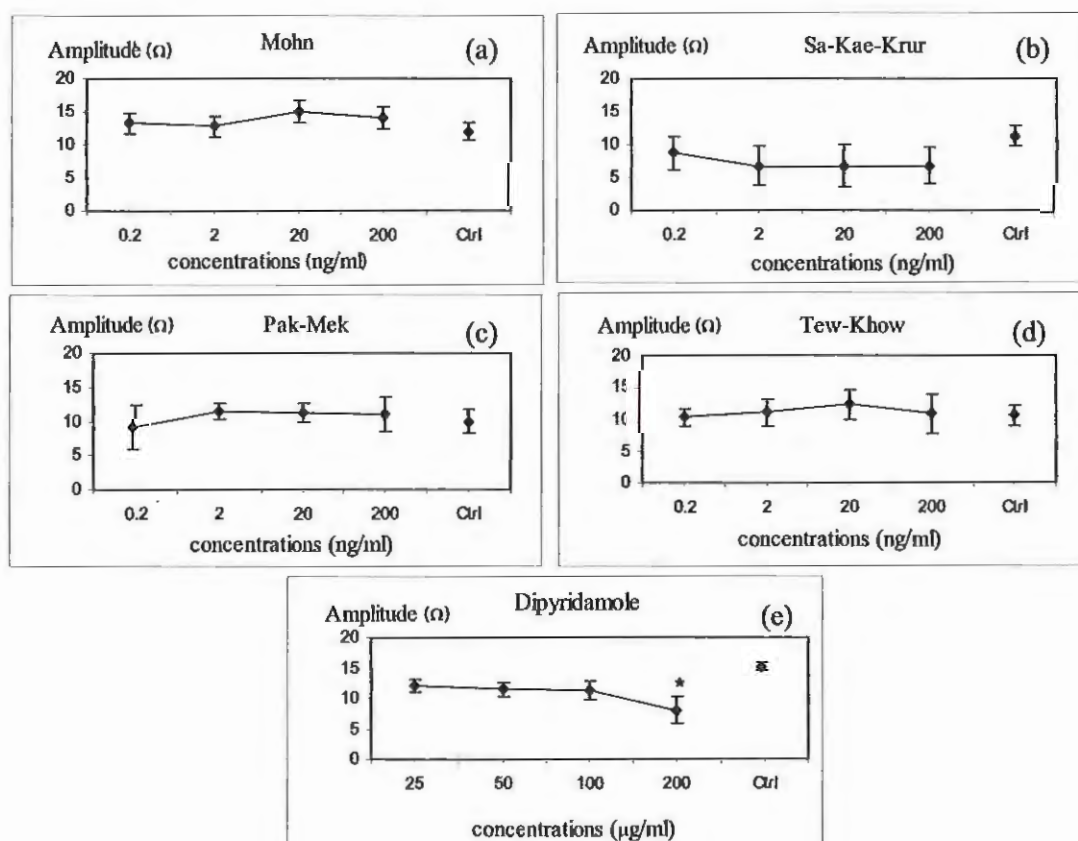 Amplitude (Ω) Mohn (a)
20
15
10
5
0
0.2 2 20 200 Ctrl
concentrations (ng/ml)
Amplitude (Ω) Sa-Kae-Krur (b)
20
15
10
5
0
0.2 2 20 200 Ctrl
concentrations (ng/ml)
Amplitude (Ω) Pak-Mek (c)
20
15
10
5
0
0.2 2 20 200 Ctrl
concentrations (ng/ml)
Amplitude (Ω) Tew-Khow (d)
20
15
10
5
0
0.2 2 20 200 Ctrl
concentrations (ng/ml)
Amplitude (Ω) Dipyridamole (e)
20
15
10
5
0
*
25 50 100 200 Ctrl
concentrations (μg/ml)